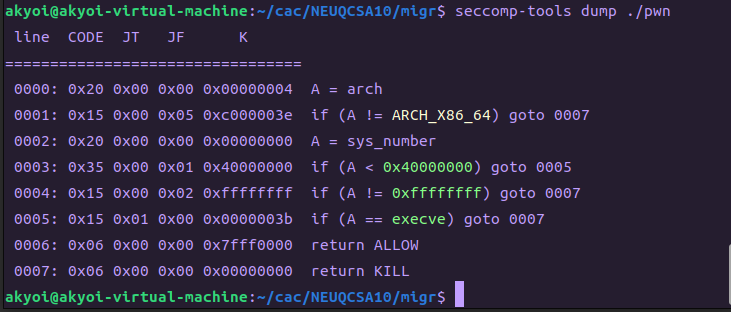 akyoi@akyoi-virtual-machine:~/cac/NEUQCSA10/migr$ seccomp-tools dump ./pwn
 line  CODE  JT   JF      K
=================================
 0000: 0x20 0x00 0x00 0x00000004  A = arch
 0001: 0x15 0x00 0x05 0xc000003e  if (A != ARCH_X86_64) goto 0007
 0002: 0x20 0x00 0x00 0x00000000  A = sys_number
 0003: 0x35 0x00 0x01 0x40000000  if (A < 0x40000000) goto 0005
 0004: 0x15 0x00 0x02 0xffffffff  if (A != 0xffffffff) goto 0007
 0005: 0x15 0x01 0x00 0x0000003b  if (A == execve) goto 0007
 0006: 0x06 0x00 0x00 0x7fff0000  return ALLOW
 0007: 0x06 0x00 0x00 0x00000000  return KILL
akyoi@akyoi-virtual-machine:~/cac/NEUQCSA10/migr$